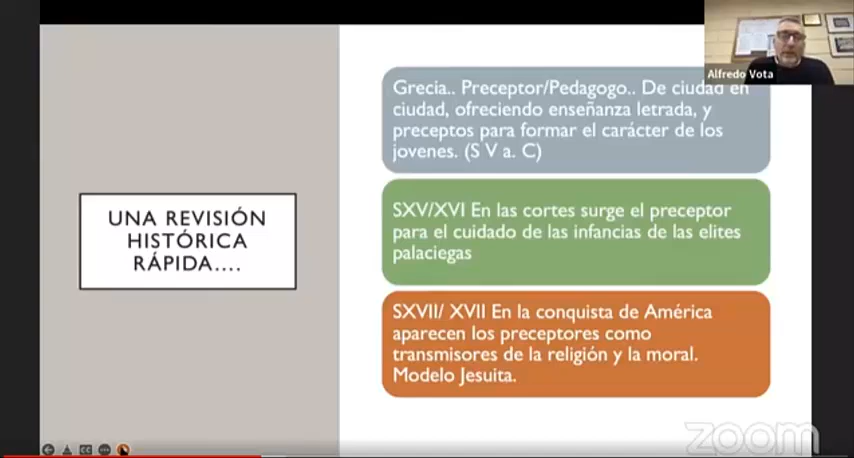 Alfredo Vota
UNA REVISIÓN
HISTÓRICA
RÁPIDA....
Grecia.. Preceptor/Pedagogo.. De ciudad en
ciudad, ofreciendo enseñanza letrada, y
preceptos para formar el carácter de los
jovenes. (S V a. C)
SXV/XVI En las cortes surge el preceptor
para el cuidado de las infancias de las elites
palaciegas
SXVII/ XVII En la conquista de América
aparecen los preceptores como
transmisores de la religión y la moral.
Modelo Jesuita.
zoom